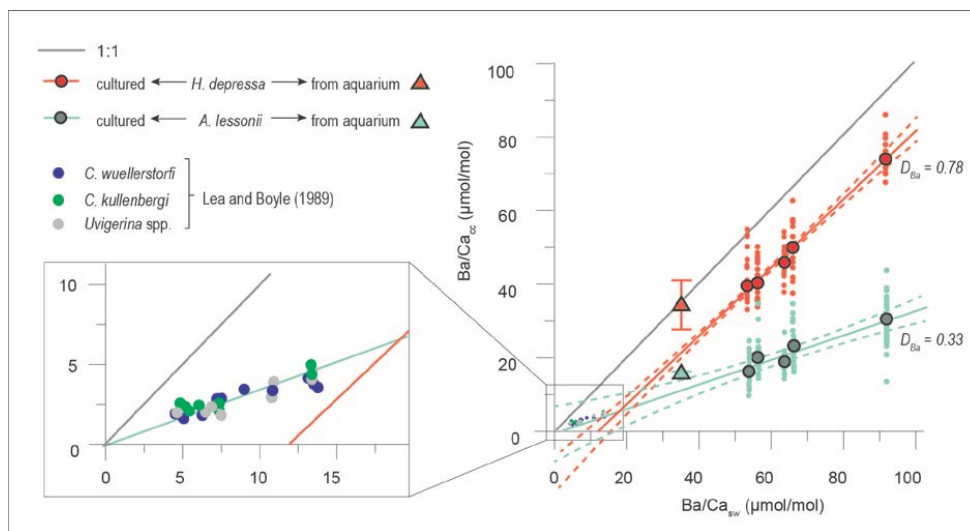 1:1
cultured H. depressa from aquarium
cultured A. lessonii from aquarium
C. wuellerstorfi
C. kullenbergi
Uvigerina spp.
Lea and Boyle (1989)
10
5
0
0 5 10 15
100
80
60
40
20
0
Ba/Ca_cc (µmol/mol)
D_Ba = 0.78
D_Ba = 0.33
0 20 40 60 80 100
Ba/Ca_sw (µmol/mol)